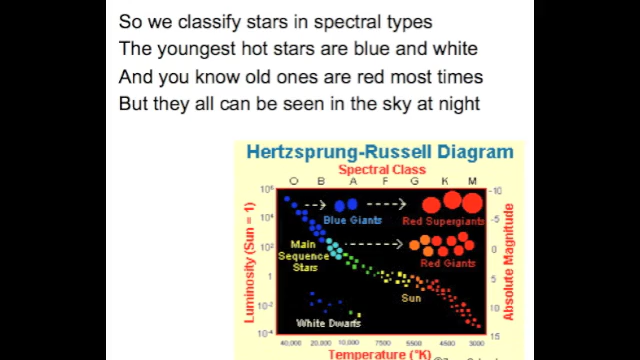 So we classify stars in spectral types
The youngest hot stars are blue and white
And you know old ones are red most times
But they all can be seen in the sky at night
Hertzsprung-Russell Diagram
Spectral Class
O B A F G K M
10⁶
10⁴
10²
1
10⁻²
10⁻⁴
Luminosity (Sun = 1)
Blue Giants
Red Supergiants
Main
Sequence
Stars
Red Giants
Sun
White Dwarfs
-10
-5
0
5
10
15
Absolute Magnitude
40,000 20,000 10,000 7500 5500 4500 3000
Temperature (°K)